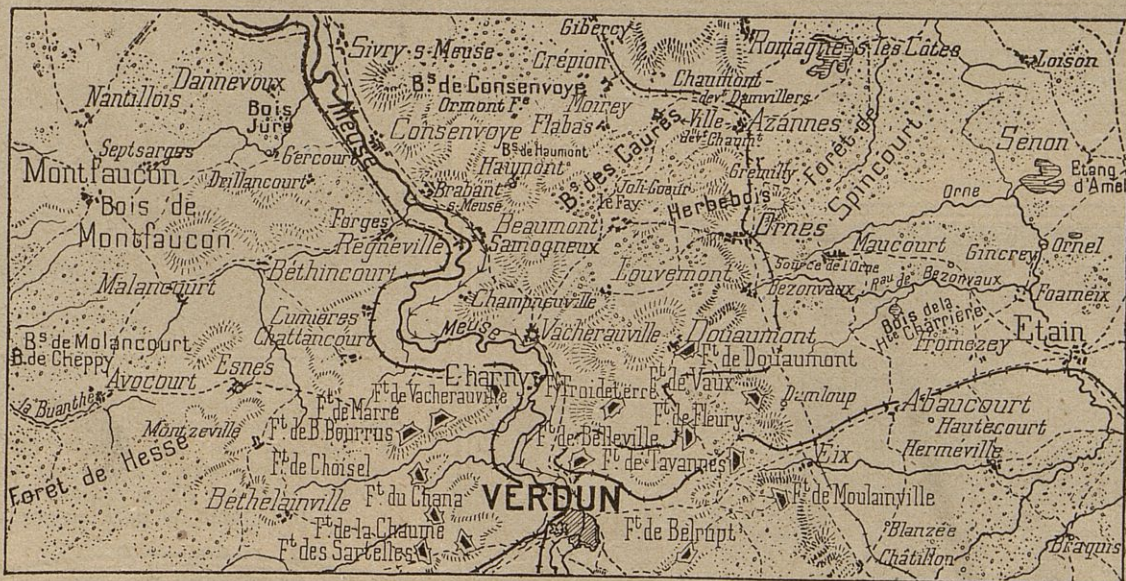 Gibercy
Sivry-s-Meuse
Crépion
Romagne-s-les Côtes
Loison
Dannevoux
Bs de Consenvoye
Chaumont-
devt Damvillers
Nantillois
Bois
Juré
Meuse
Ormont Fe
Moirey
Consenvoye
Flabas
Ville-
devt Chaumt
Azannes
Forêt de
Spincourt
Senon
Septsarges
Gercourt
Bs de Haumont
Haumont
Bs des Caures
Gremilly
Etang
d'Amel
Montfaucon
Drillancourt
Brabant
-s-Meuse
Joli-Coeur
le Fay
Herbebois
Orne
Bois de
Montfaucon
Forges
Regneville
Beaumont
Samogneux
Ornes
Maucourt
Gincrey
Ornel
Béthincourt
Louvemont
Source de l'Orne
Malancourt
Champneuville
Bezonvaux
Rau de Bezonvaux
Foameix
Cumières
Chattancourt
Meuse
Vacherauville
Douaumont
Bois de la
Hte Charrière
Etain
Bs de Molancourt
B. de Cheppy
Ft de Douaumont
Fromezey
Avocourt
Esnes
Charny
Froideterre
Ft de Vaux
Damloup
la Buanthe
Ft de Vacherauville
Ft de Marre
Ft de Fleury
Abaucourt
Hautecourt
Montzeville
Ft de B. Bourrus
Ft de Belleville
Herméville
Forêt de Hesse
Ft de Choisel
Ft de Tavannes
Eix
Béthelainville
Ft du Chana
VERDUN
Ft de Moulainville
Ft de la Chaume
Ft de Belrupt
Blanzée
Ft des Sartelles
Châtillon
Braquis